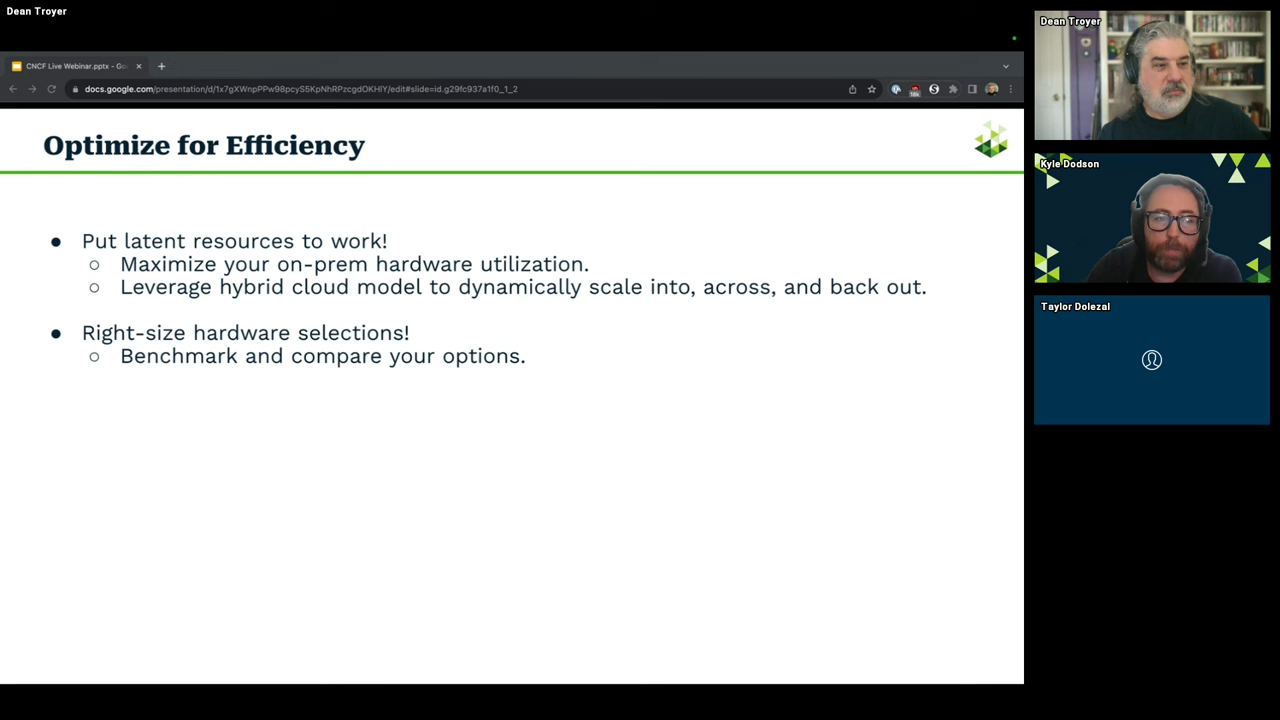 Dean Troyer
CNCF Live Webinar.pptx - Go
docs.google.com/presentation/d/1x7gXWnpPPw98pcyS5KpNhRPzcgdOKHlY/edit#slide=id.g29fc937a1f0_1_2
Optimize for Efficiency
● Put latent resources to work!
○ Maximize your on-prem hardware utilization.
○ Leverage hybrid cloud model to dynamically scale into, across, and back out.
● Right-size hardware selections!
○ Benchmark and compare your options.
Dean Troyer
Kyle Dodson
Taylor Dolezal